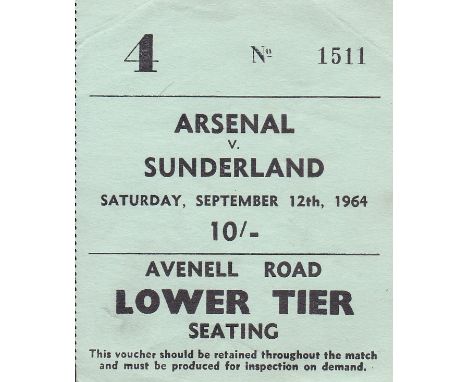 4 Nº 1511
ARSENAL
V.
SUNDERLAND
SATURDAY, SEPTEMBER 12th, 1964
10/-
AVENELL ROAD
LOWER TIER
SEATING
This voucher should be retained throughout the match
and must be produced for inspection on demand.